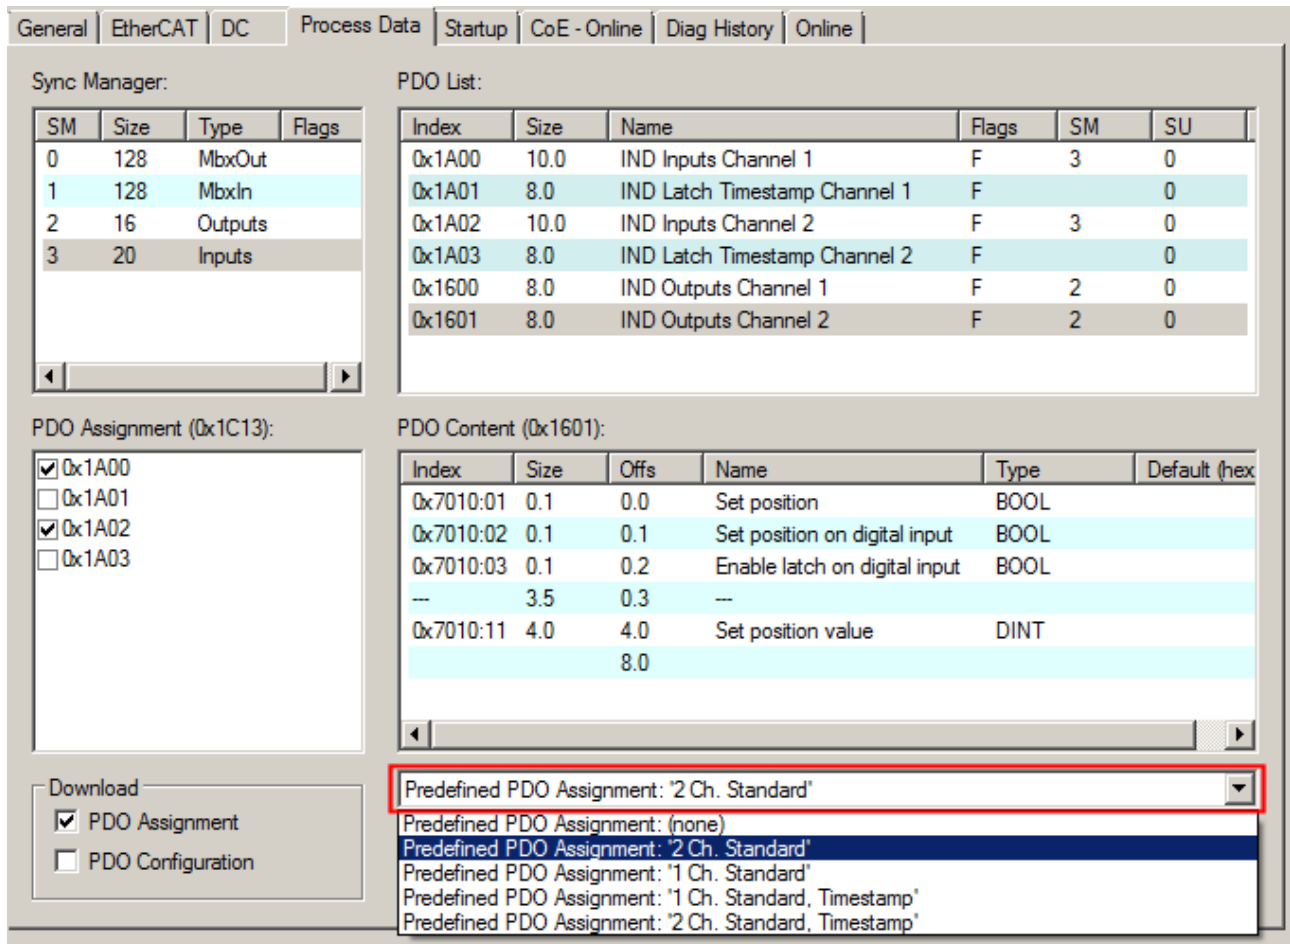 General EtherCAT DC Process Data Startup CoE - Online Diag History Online
Sync Manager:
SM Size Type Flags
0 128 MbxOut
1 128 MbxIn
2 16 Outputs
3 20 Inputs
PDO List:
Index Size Name Flags SM SU
0x1A00 10.0 IND Inputs Channel 1 F 3 0
0x1A01 8.0 IND Latch Timestamp Channel 1 F 0
0x1A02 10.0 IND Inputs Channel 2 F 3 0
0x1A03 8.0 IND Latch Timestamp Channel 2 F 0
0x1600 8.0 IND Outputs Channel 1 F 2 0
0x1601 8.0 IND Outputs Channel 2 F 2 0
PDO Assignment (0x1C13):
0x1A00
0x1A01
0x1A02
0x1A03
PDO Content (0x1601):
Index Size Offs Name Type Default (hex
0x7010:01 0.1 0.0 Set position BOOL
0x7010:02 0.1 0.1 Set position on digital input BOOL
0x7010:03 0.1 0.2 Enable latch on digital input BOOL
--- 3.5 0.3 ---
0x7010:11 4.0 4.0 Set position value DINT
8.0
Download
PDO Assignment
PDO Configuration
Predefined PDO Assignment: '2 Ch. Standard'
Predefined PDO Assignment: (none)
Predefined PDO Assignment: '2 Ch. Standard'
Predefined PDO Assignment: '1 Ch. Standard'
Predefined PDO Assignment: '1 Ch. Standard, Timestamp'
Predefined PDO Assignment: '2 Ch. Standard, Timestamp'